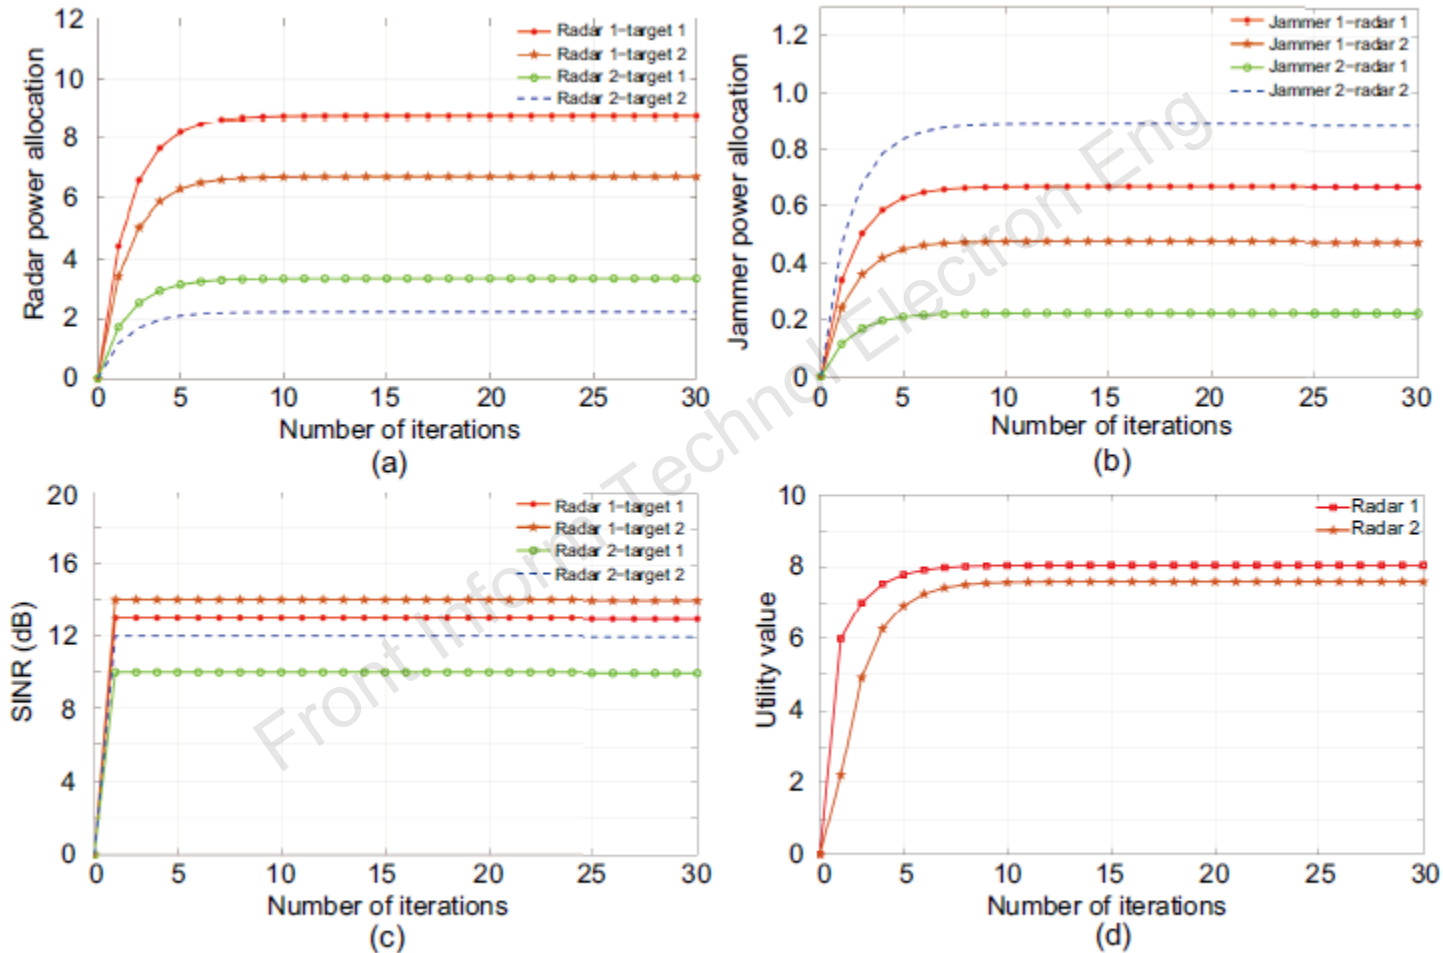 12
10
8
6
4
2
0
0 5 10 15 20 25 30
Radar power allocation
Number of iterations
Radar 1-target 1
Radar 1-target 2
Radar 2-target 1
Radar 2-target 2
(a)
1.2
1.0
0.8
0.6
0.4
0.2
0
0 5 10 15 20 25 30
Jammer power allocation
Number of iterations
Jammer 1-radar 1
Jammer 1-radar 2
Jammer 2-radar 1
Jammer 2-radar 2
(b)
20
16
12
8
4
0
0 5 10 15 20 25 30
SINR (dB)
Number of iterations
Radar 1-target 1
Radar 1-target 2
Radar 2-target 1
Radar 2-target 2
(c)
10
8
6
4
2
0
0 5 10 15 20 25 30
Utility value
Number of iterations
Radar 1
Radar 2
(d)
Front Inform Technol Electron Eng